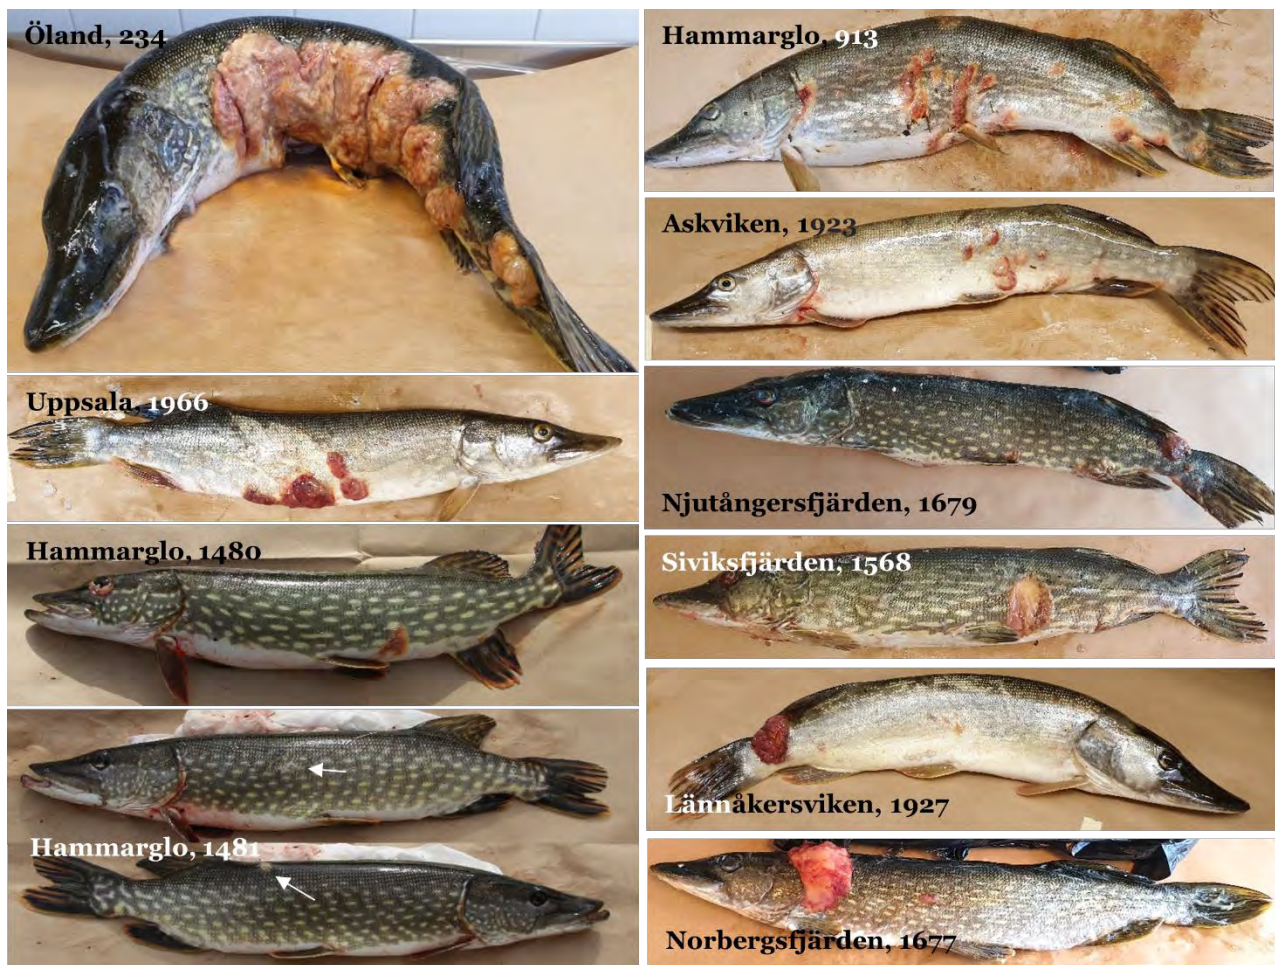 Öland, 234
Uppsala, 1966
Hammarglo, 1480
Hammarglo, 1481
Hammarglo, 913
Askviken, 1923
Njutångersfjärden, 1679
Siviksfjärden, 1568
Lännåkersviken, 1927
Norbergsfjärden, 1677